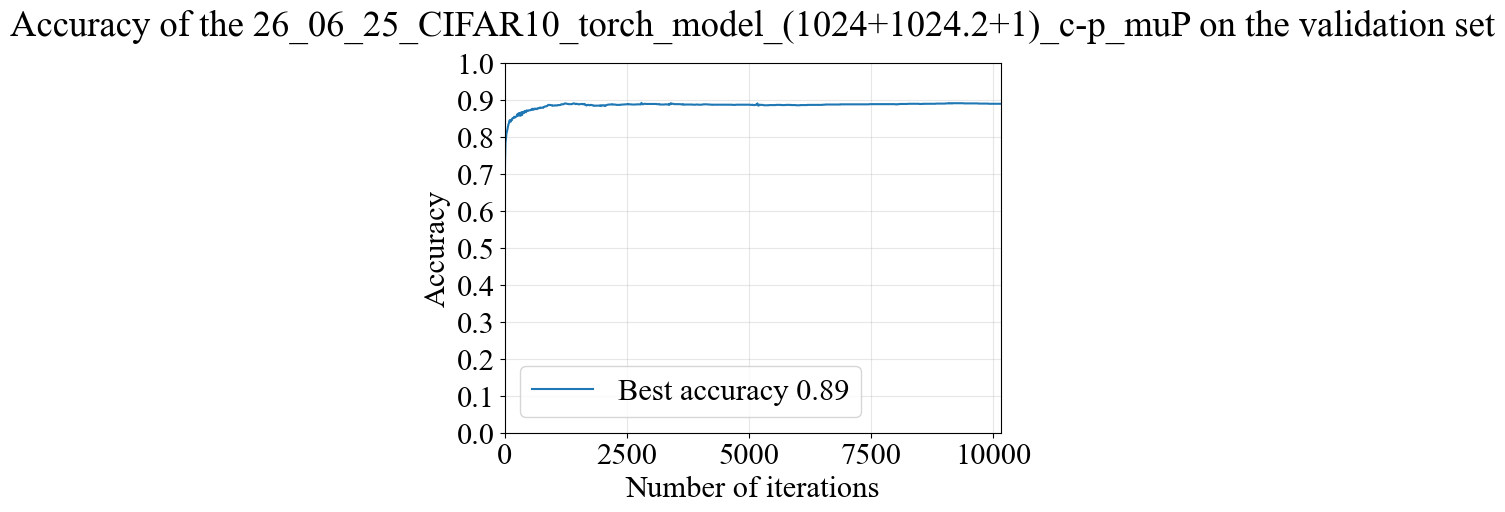 Accuracy of the 26_06_25_CIFAR10_torch_model_(1024+1024.2+1)_c-p_muP on the validation set
1.0
0.9
0.8
0.7
0.6
0.5
0.4
0.3
0.2
0.1
0.0
Accuracy
Best accuracy 0.89
0 2500 5000 7500 10000
Number of iterations